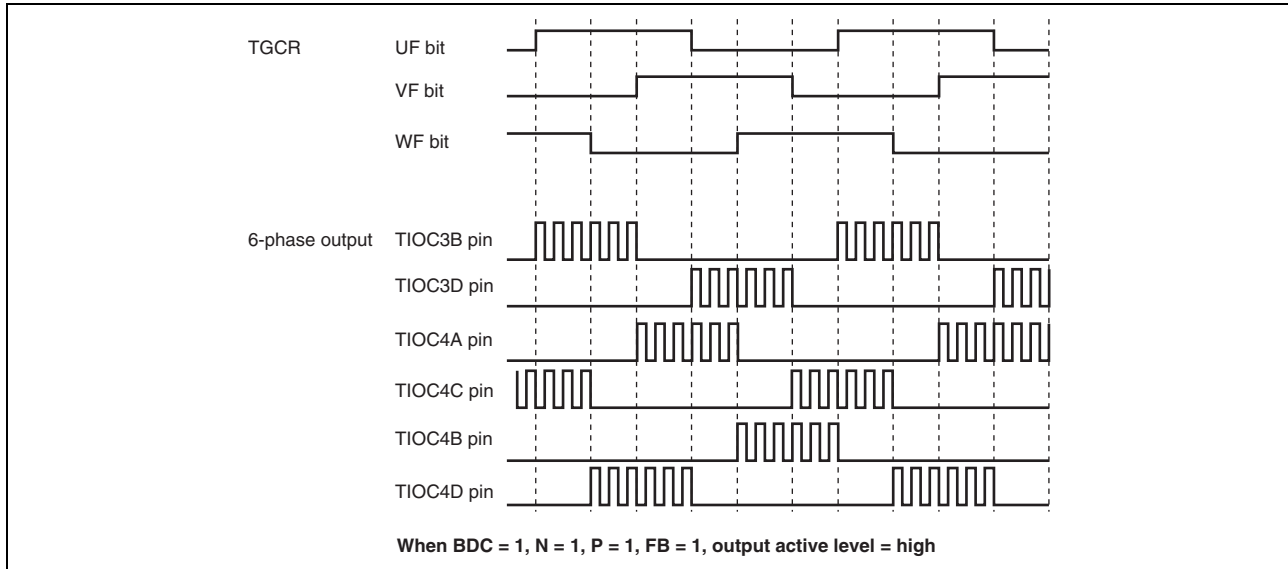 TGCR UF bit
VF bit
WF bit
6-phase output TIOC3B pin
TIOC3D pin
TIOC4A pin
TIOC4C pin
TIOC4B pin
TIOC4D pin
When BDC = 1, N = 1, P = 1, FB = 1, output active level = high